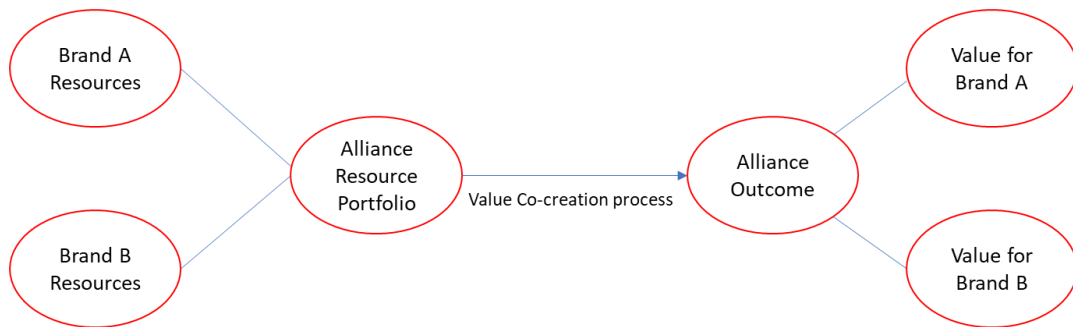 Brand A
Resources
Brand B
Resources
Alliance
Resource
Portfolio
Value Co-creation process
Alliance
Outcome
Value for
Brand A
Value for
Brand B